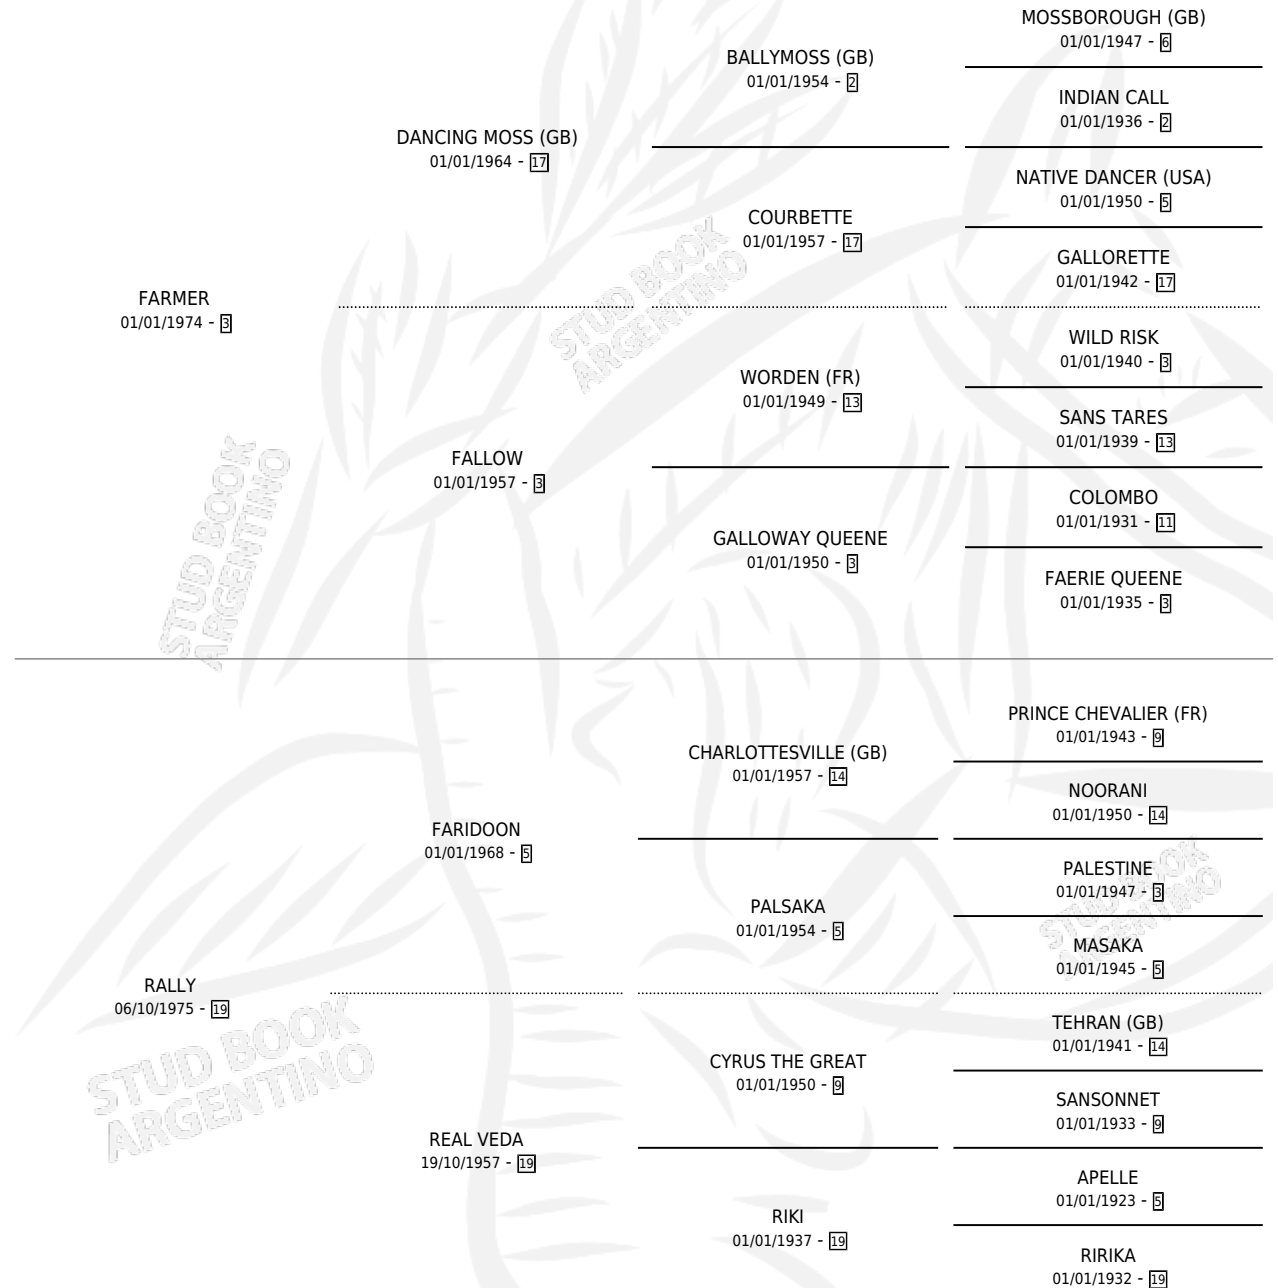 MOSSBOROUGH (GB)
01/01/1947 - 6
BALLYMOSS (GB)
01/01/1954 - 2
INDIAN CALL
01/01/1936 - 2
DANCING MOSS (GB)
01/01/1964 - 17
NATIVE DANCER (USA)
01/01/1950 - 5
COURBETTE
01/01/1957 - 17
GALLORETTE
01/01/1942 - 17
FARMER
01/01/1974 - 3
WILD RISK
01/01/1940 - 3
WORDEN (FR)
01/01/1949 - 13
SANS TARES
01/01/1939 - 13
FALLOW
01/01/1957 - 3
COLOMBO
01/01/1931 - 11
GALLOWAY QUEENE
01/01/1950 - 3
FAERIE QUEENE
01/01/1935 - 3
STUD BOOK
ARGENTINO
STUD BOOK
ARGENTINO
PRINCE CHEVALIER (FR)
01/01/1943 - 9
CHARLOTTESVILLE (GB)
01/01/1957 - 14
NOORANI
01/01/1950 - 14
FARIDOON
01/01/1968 - 5
PALESTINE
01/01/1947 - 3
PALSAKA
01/01/1954 - 5
MASAKA
01/01/1945 - 5
STUD BOOK
ARGENTINO
RALLY
06/10/1975 - 19
TEHRAN (GB)
01/01/1941 - 14
CYRUS THE GREAT
01/01/1950 - 9
SANSONNET
01/01/1933 - 9
REAL VEDA
19/10/1957 - 19
APELLE
01/01/1923 - 5
RIKI
01/01/1937 - 19
RIRIKA
01/01/1932 - 19
STUD BOOK
ARGENTINO